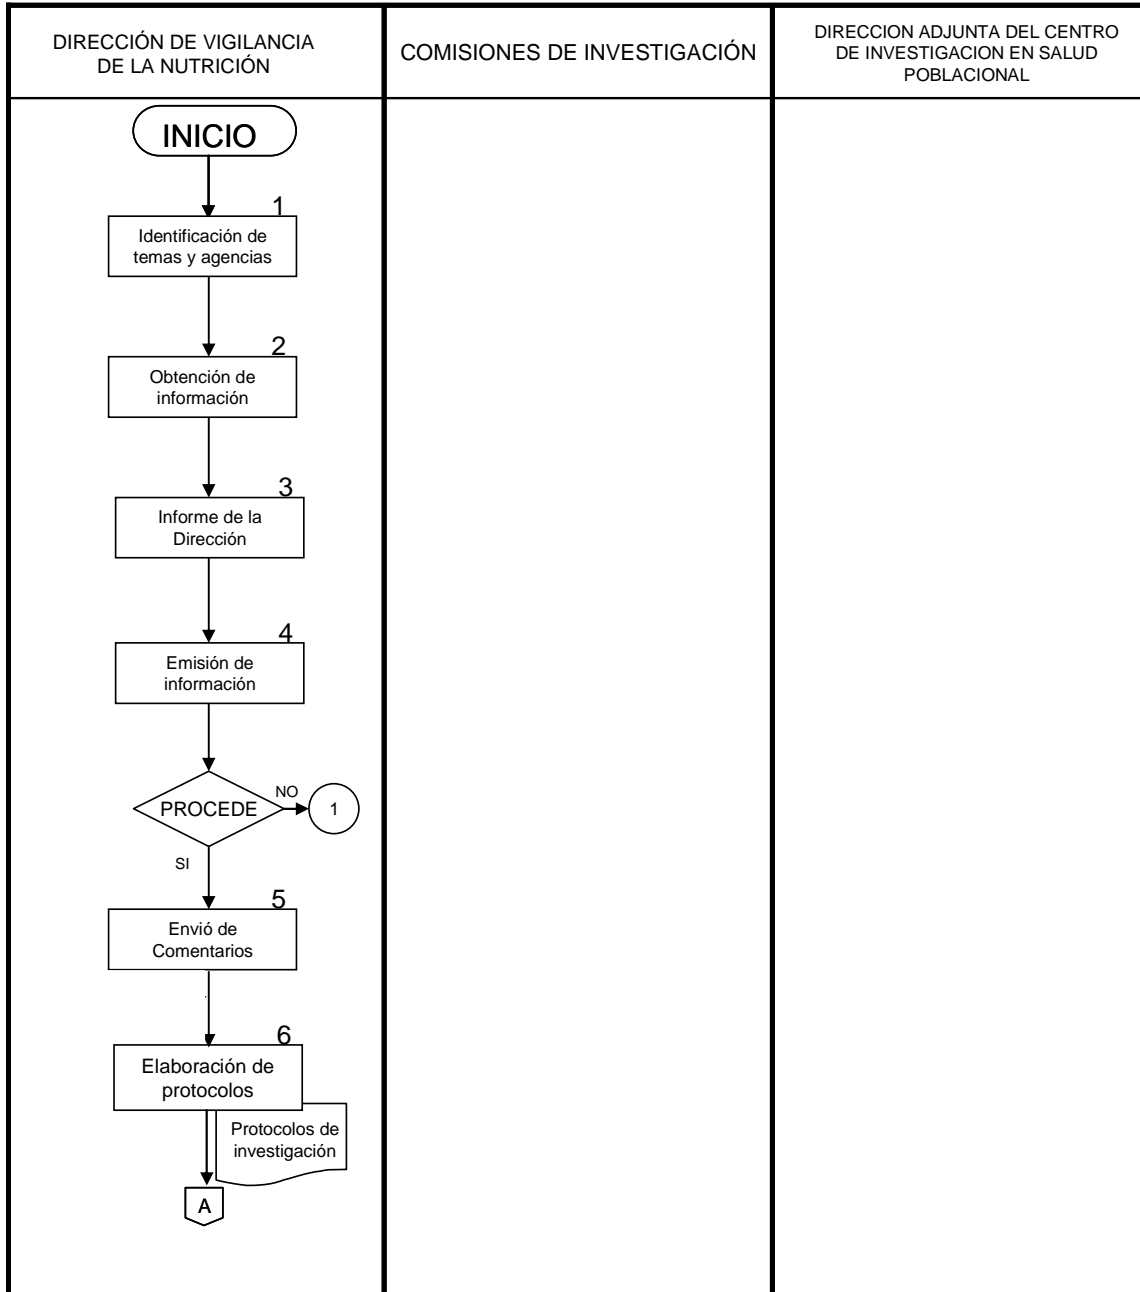 DIRECCIÓN DE VIGILANCIA
DE LA NUTRICIÓN
COMISIONES DE INVESTIGACIÓN
DIRECCION ADJUNTA DEL CENTRO
DE INVESTIGACION EN SALUD
POBLACIONAL
INICIO
1
Identificación de
temas y agencias
2
Obtención de
información
3
Informe de la
Dirección
4
Emisión de
información
PROCEDE
NO
1
SI
5
Envió de
Comentarios
6
Elaboración de
protocolos
Protocolos de
investigación
A